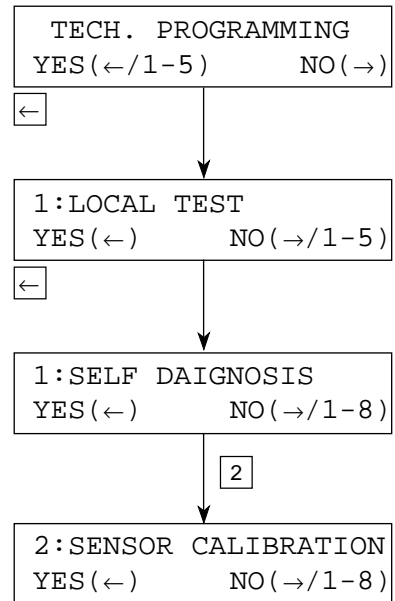 TECH. PROGRAMMING
YES(←/1-5) NO(→)
←
1:LOCAL TEST
YES(←) NO(→/1-5)
←
1:SELF DAIGNOSIS
YES(←) NO(→/1-8)
2
2:SENSOR CALIBRATION
YES(←) NO(→/1-8)